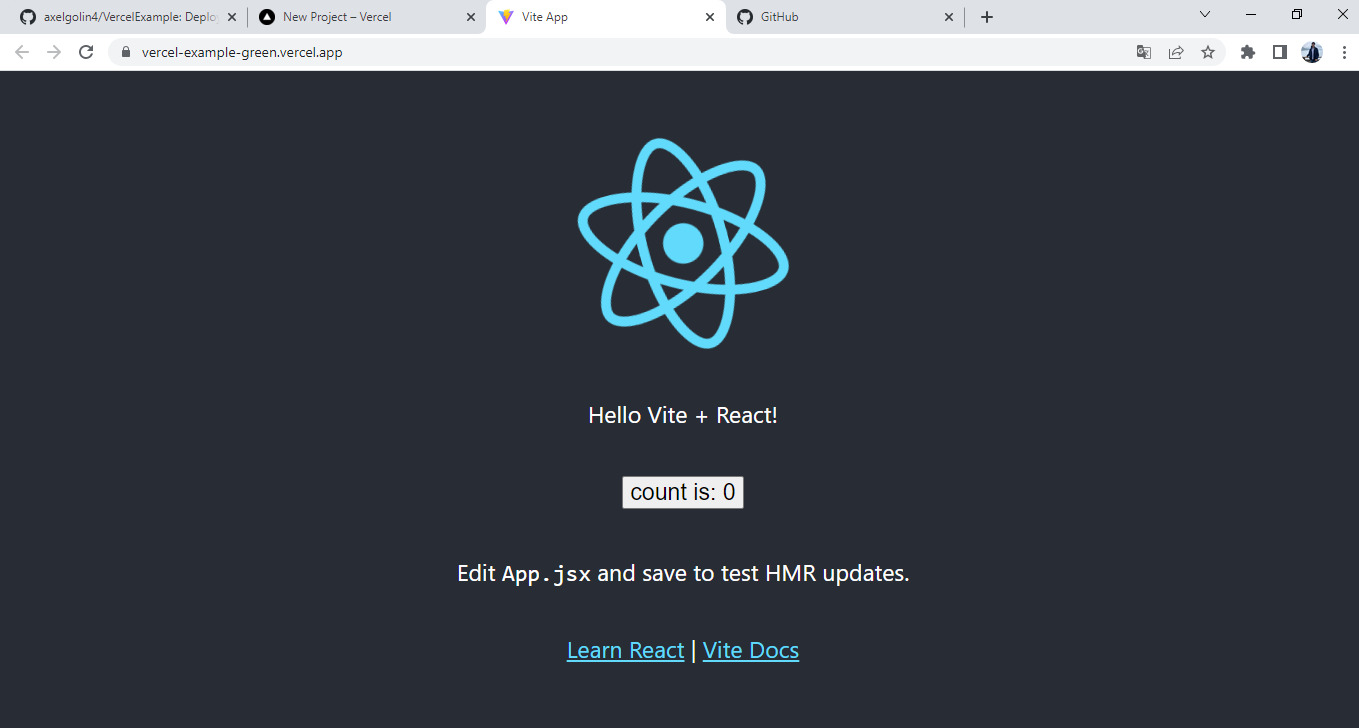 axelgolin4/VercelExample: Deplo
New Project – Vercel
Vite App
GitHub
vercel-example-green.vercel.app
Hello Vite + React!
count is: 0
Edit App.jsx and save to test HMR updates.
Learn React | Vite Docs